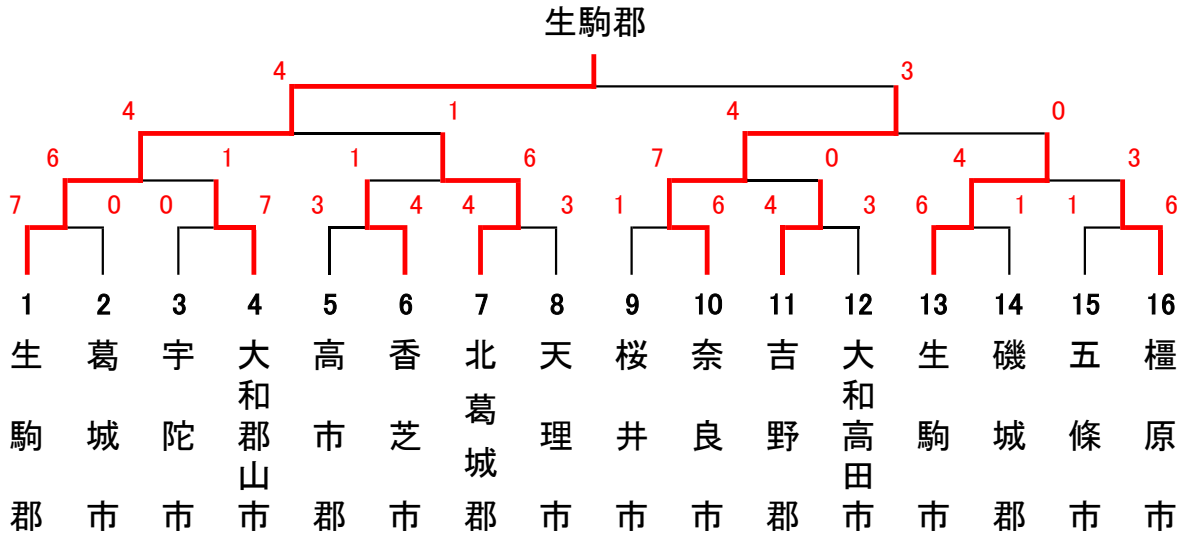 生駒郡
4 3
4 1 4 0
6 1 1 6 7 0 4 3
7 0 0 7 3 4 4 3 1 6 4 3 6 1 1 6
1 2 3 4 5 6 7 8 9 10 11 12 13 14 15 16
生駒郡
葛城市
宇陀市
大和郡山市
高市郡
香芝市
北葛城郡
天理市
桜井市
奈良市
吉野郡
大和高田市
生駒市
磯城郡
五條市
橿原市